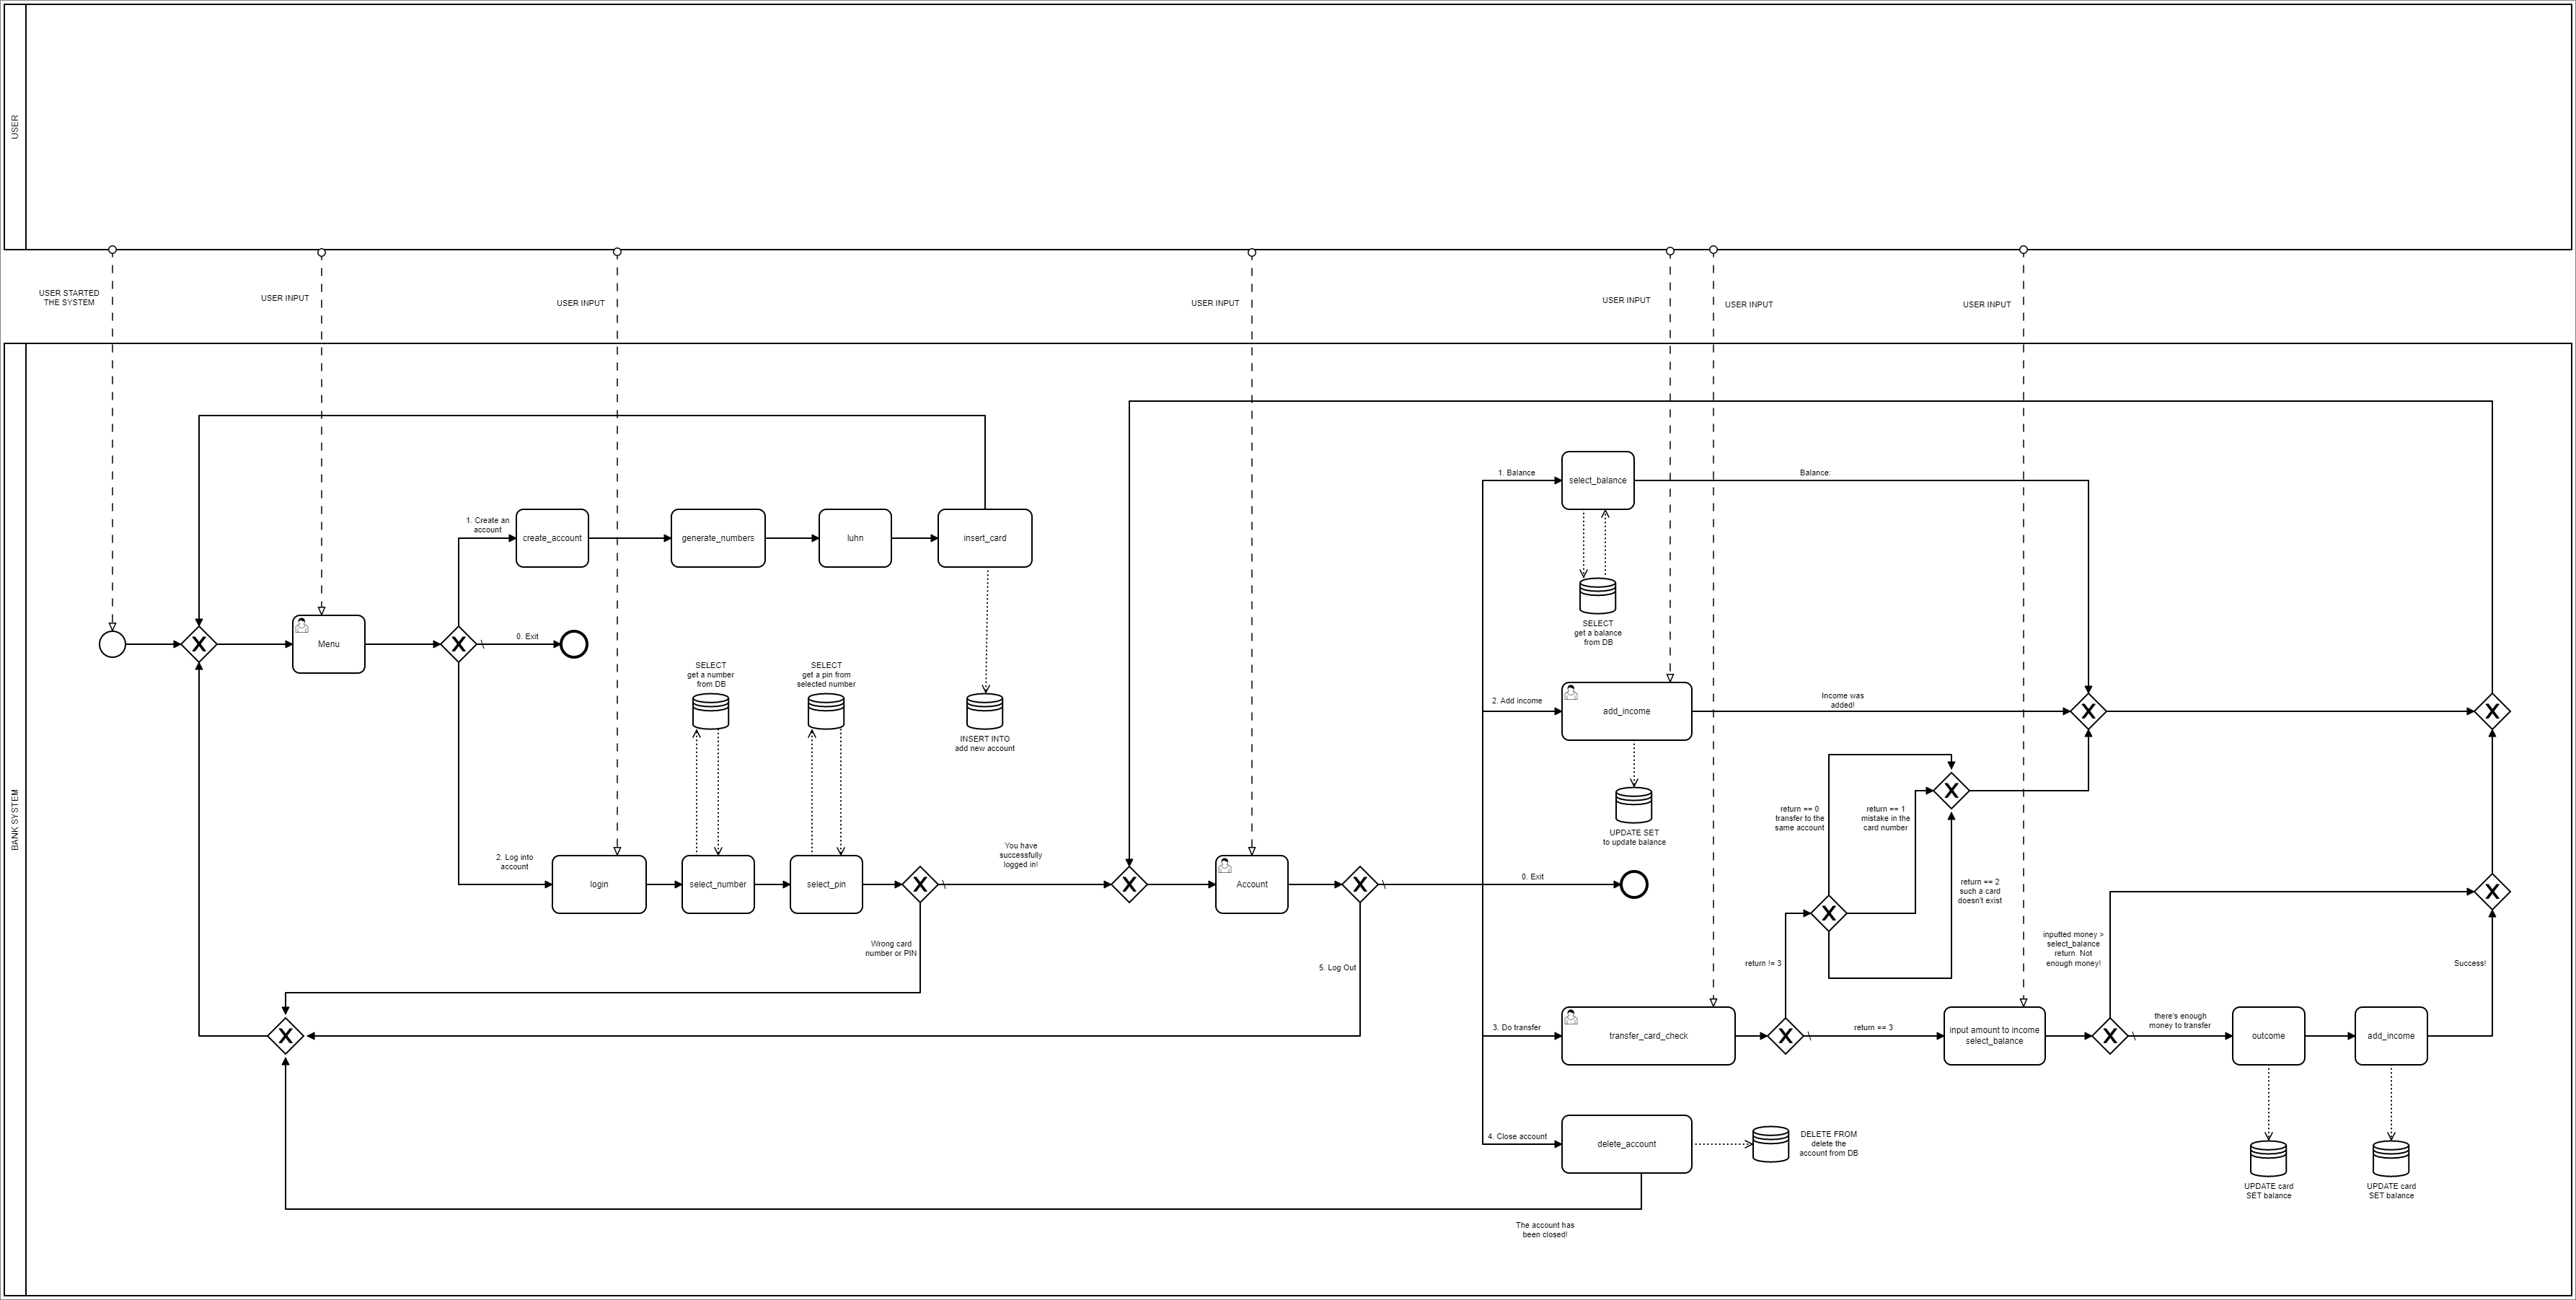 USER
USER STARTED
THE SYSTEM
USER INPUT
USER INPUT
USER INPUT
USER INPUT
USER INPUT
USER INPUT
BANK SYSTEM
1. Create an
account
create_account
generate_numbers
luhn
insert_card
Menu
0. Exit
SELECT
get a number
from DB
SELECT
get a pin from
selected number
INSERT INTO
add new account
2. Log into
account
login
select_number
select_pin
You have
successfully
logged in!
Wrong card
number or PIN
Account
5. Log Out
1. Balance
select_balance
Balance:
SELECT
get a balance
from DB
2. Add income
add_income
Income was
added!
UPDATE SET
to update balance
0. Exit
return == 0
transfer to the
same account
return == 1
mistake in the
card number
return == 2
such a card
doesn't exist
return != 3
3. Do transfer
transfer_card_check
return == 3
input amount to income
select_balance
inputted money >
select_balance
return. Not
enough money!
there's enough
money to transfer
outcome
add_income
Success!
UPDATE card
SET balance
UPDATE card
SET balance
4. Close account
delete_account
DELETE FROM
delete the
account from DB
The account has
been closed!